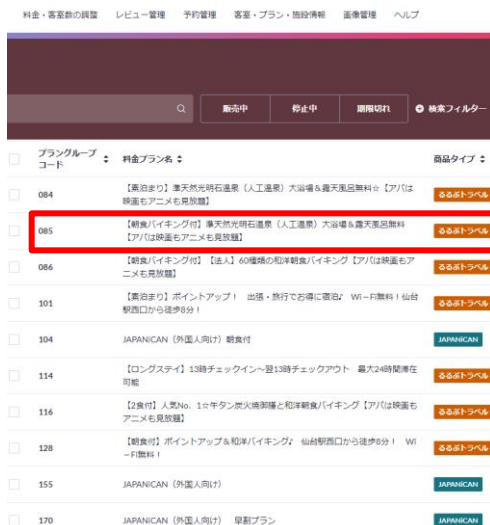 料金・客室数の調整 レビュー管理 予約管理 客室・プラン・施設情報 画像管理 ヘルプ
販売中 停止中 期限切れ 検索フィルター
プラングループコード 料金プラン名 商品タイプ
084 【素泊まり】準天然光明石温泉（人工温泉）大浴場&露天風呂無料☆【アパは
映画もアニメも見放題】 るるぶトラベル
085 【朝食バイキング付】準天然光明石温泉（人工温泉）大浴場&露天風呂無料
【アパは映画もアニメも見放題】 るるぶトラベル
086 【朝食バイキング付】【法人】60種類の和洋朝食バイキング【アパは映画もア
ニメも見放題】 るるぶトラベル
101 【素泊まり】ポイントアップ！ 出張・旅行でお得に宿泊♪ Wi－Fi無料！仙台
駅西口から徒歩8分！ るるぶトラベル
104 JAPANiCAN（外国人向け）朝食付 JAPANiCAN
114 【ロングステイ】13時チェックイン～翌13時チェックアウト 最大24時間滞在
可能 るるぶトラベル
116 【2食付】人気No．1☆牛タン炭火焼御膳と和洋朝食バイキング【アパは映画も
アニメも見放題】 るるぶトラベル
128 【朝食付】ポイントアップ&和洋バイキング♪ 仙台駅西口から徒歩8分！ Wi
－Fi無料！ るるぶトラベル
155 JAPANiCAN（外国人向け） JAPANiCAN
170 JAPANiCAN（外国人向け） 早割プラン JAPANiCAN